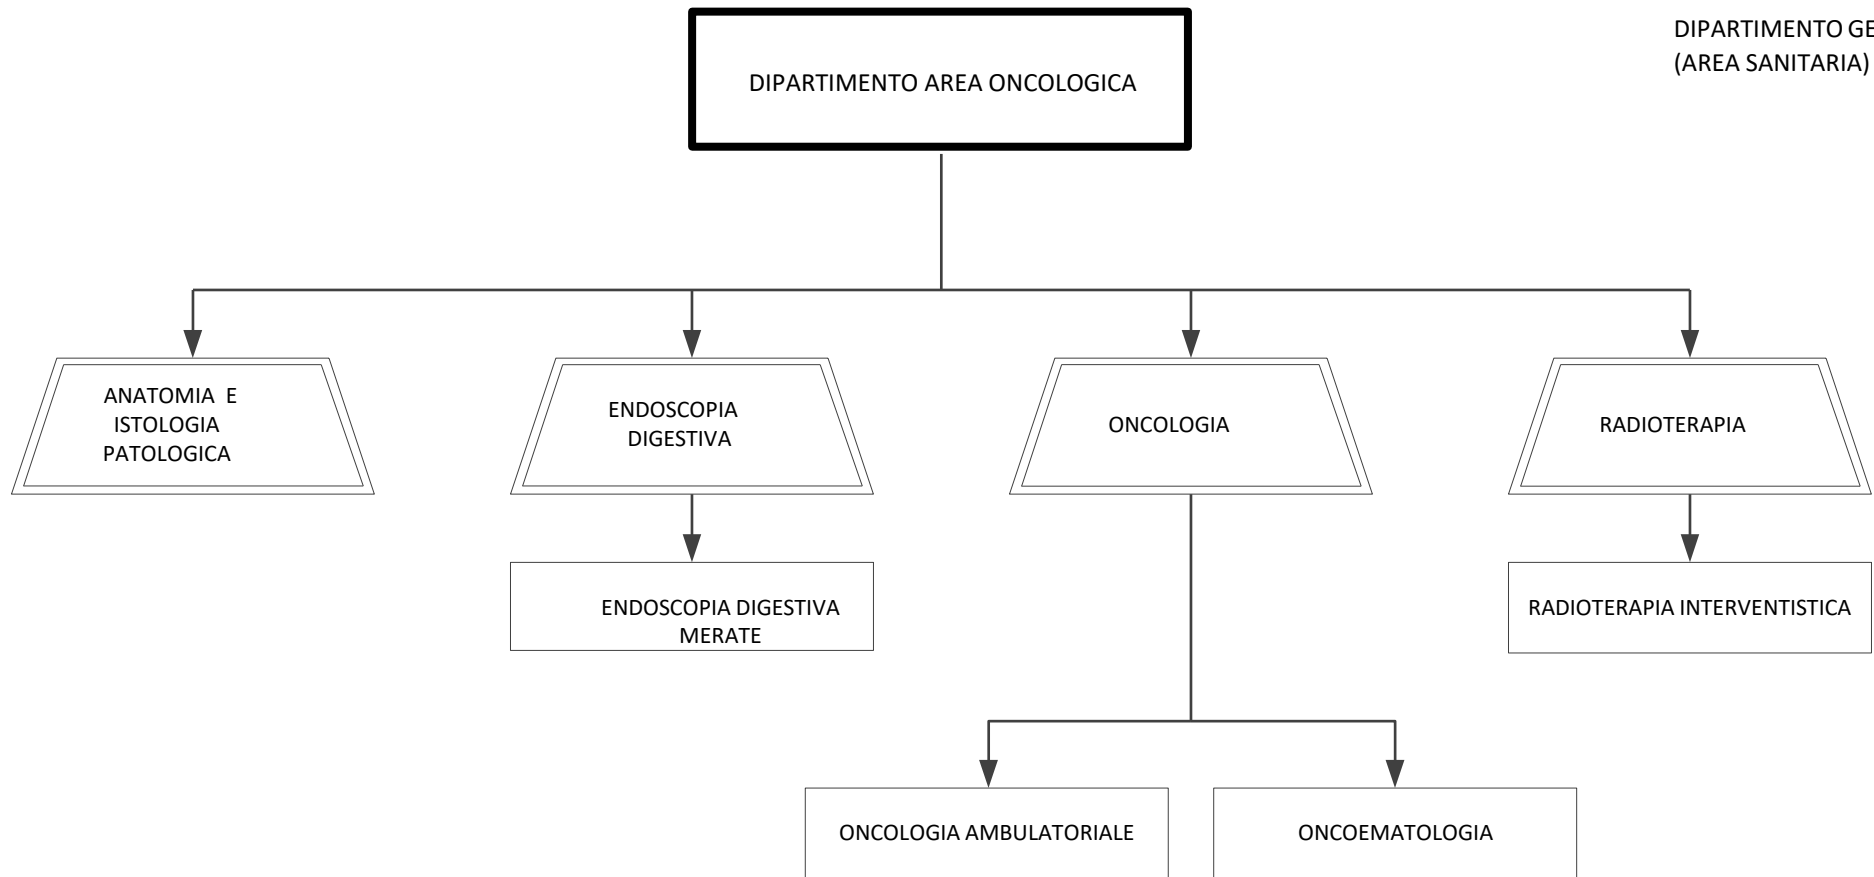 DIPARTIMENTO AREA ONCOLOGICA
DIPARTIMENTO GE
(AREA SANITARIA)
ANATOMIA E
ISTOLOGIA
PATOLOGICA
ENDOSCOPIA
DIGESTIVA
ONCOLOGIA
RADIOTERAPIA
ENDOSCOPIA DIGESTIVA
MERATE
RADIOTERAPIA INTERVENTISTICA
ONCOLOGIA AMBULATORIALE
ONCOEMATOLOGIA